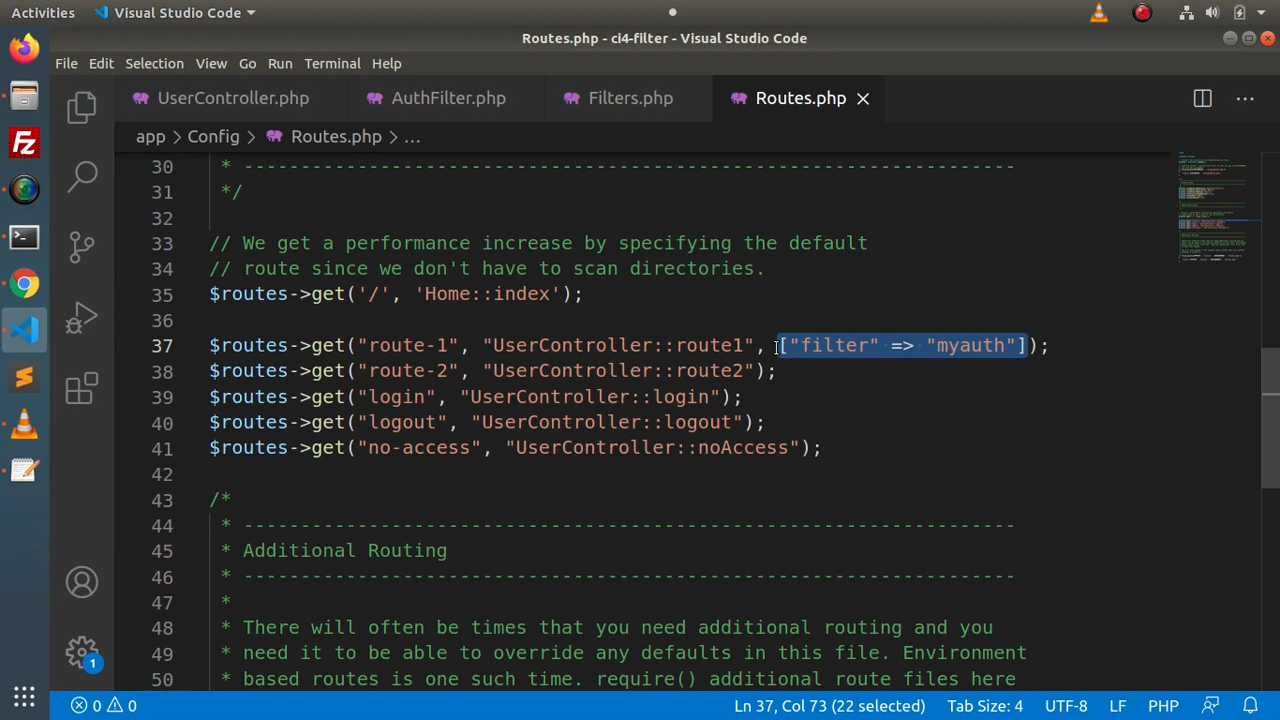 Activities
Visual Studio Code
Routes.php - ci4-filter - Visual Studio Code
File Edit Selection View Go Run Terminal Help
UserController.php AuthFilter.php Filters.php Routes.php
app > Config > Routes.php > ...
30 * -------------------------------------------------------------------- 
31 */
32
33 // We get a performance increase by specifying the default
34 // route since we don't have to scan directories.
35 $routes->get('/', 'Home::index');
36
37 $routes->get("route-1", "UserController::route1", ["filter" => "myauth"]);
38 $routes->get("route-2", "UserController::route2");
39 $routes->get("login", "UserController::login");
40 $routes->get("logout", "UserController::logout");
41 $routes->get("no-access", "UserController::noAccess");
42
43 /*
44 * --------------------------------------------------------------------
45 * Additional Routing
46 * --------------------------------------------------------------------
47 *
48 * There will often be times that you need additional routing and you
49 * need it to be able to override any defaults in this file. Environment
50 * based routes is one such time. require() additional route files here
1
0 0 Ln 37, Col 73 (22 selected) Tab Size: 4 UTF-8 LF PHP